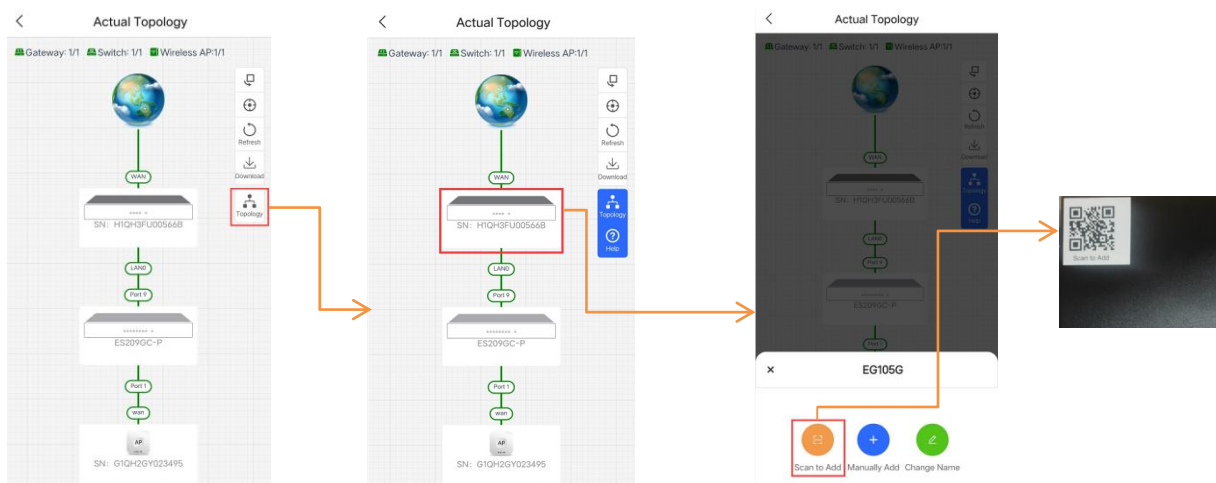 Actual Topology
Gateway: 1/1 Switch: 1/1 Wireless AP:1/1
Refresh
Download
WAN
Topology
SN: H1QH3FU00566B
LAN0
Port 9
ES209GC-P
Port 1
wan
AP
SN: G1QH2GY023495
Actual Topology
Gateway: 1/1 Switch: 1/1 Wireless AP:1/1
Refresh
Download
WAN
Topology
SN: H1QH3FU00566B
Help
LAN0
Port 9
ES209GC-P
Port 1
wan
AP
SN: G1QH2GY023495
Actual Topology
Gateway: 1/1 Switch: 1/1 Wireless AP:1/1
Refresh
Download
WAN
Topology
SN: H1QH3FU00566B
Help
LAN0
Port 9
ES209GC-P
Port 1
EG105G
Scan to Add Manually Add Change Name
Scan to Add